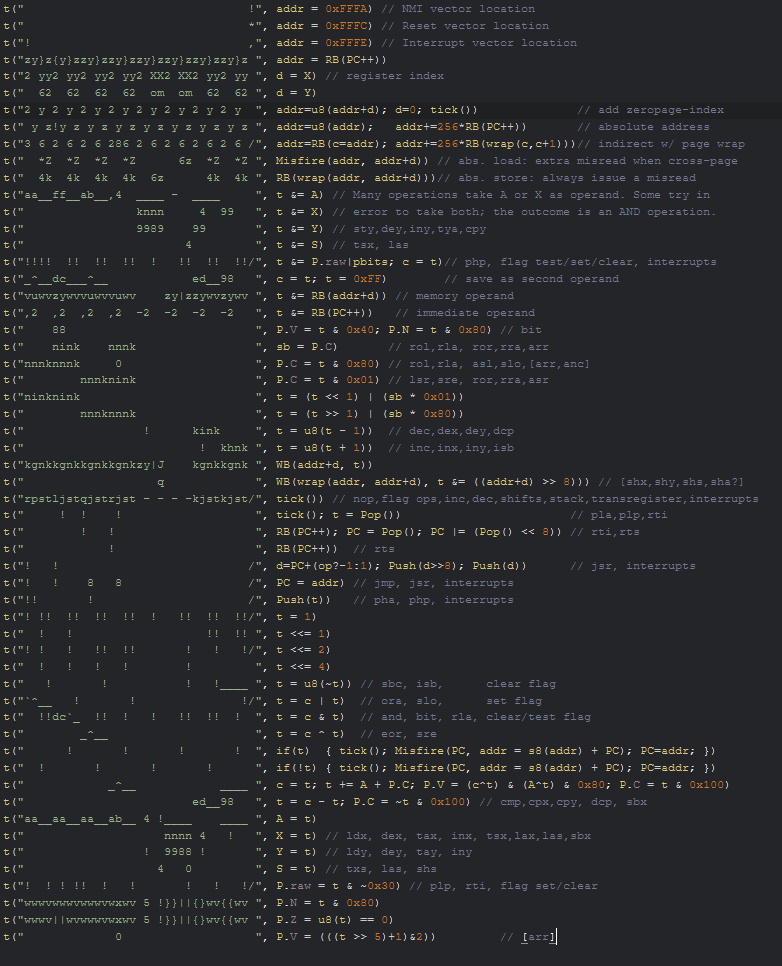 t("                                !", addr = 0xFFFA) // NMI vector location
t("                                *", addr = 0xFFFC) // Reset vector location
t("!                               ,", addr = 0xFFFE) // Interrupt vector location
t("zy}z{y}zzy}zzy}zzy}zzy}zzy}zzy}z ", addr = RB(PC++))
t("2 yy2 yy2 yy2 yy2 XX2 XX2 yy2 yy ", d = X) // register index
t("  62  62  62  62  om  om  62  62 ", d = Y)
t("2 y 2 y 2 y 2 y 2 y 2 y 2 y 2 y  ", addr=u8(addr+d); d=0; tick())              // add zeropage-index
t(" y z!y z y z y z y z y z y z y z ", addr=u8(addr);   addr+=256*RB(PC++))       // absolute address
t("3 6 2 6 2 6 286 2 6 2 6 2 6 2 6 /", addr=RB(c=addr); addr+=256*RB(wrap(c,c+1)))// indirect w/ page wrap
t("  *Z  *Z  *Z  *Z      6z  *Z  *Z ", Misfire(addr, addr+d)) // abs. load: extra misread when cross-page
t("  4k  4k  4k  4k  6z      4k  4k ", RB(wrap(addr, addr+d)))// abs. store: always issue a misread
t("aa__ff__ab__,4  ____ -  ____     ", t &= A) // Many operations take A or X as operand. Some try in
t("                knnn     4  99   ", t &= X) // error to take both; the outcome is an AND operation.
t("                9989    99       ", t &= Y) // sty,dey,iny,tya,cpy
t("                       4         ", t &= S) // tsx, las
t("!!!!  !!  !!  !!  !   !!  !!  !!/", t &= P.raw|pbits; c = t)// php, flag test/set/clear, interrupts
t("_^__dc___^__            ed__98   ", c = t; t = 0xFF)        // save as second operand
t("vuwvzywvvuwvvuwv    zy|zzywvzywv ", t &= RB(addr+d)) // memory operand
t(",2  ,2  ,2  ,2  -2  -2  -2  -2   ", t &= RB(PC++))   // immediate operand
t("    88                           ", P.V = t & 0x40; P.N = t & 0x80) // bit
t("    nink    nnnk                 ", sb = P.C)       // rol,rla, ror,rra,arr
t("nnnknnnk     0                   ", P.C = t & 0x80) // rol,rla, asl,slo,[arr,anc]
t("        nnnknink                 ", P.C = t & 0x01) // lsr,sre, ror,rra,asr
t("ninknink                         ", t = (t << 1) | (sb * 0x01))
t("        nnnknnnk                 ", t = (t >> 1) | (sb * 0x80))
t("                 !      kink     ", t = u8(t - 1))  // dec,dex,dey,dcp
t("                         !  khnk ", t = u8(t + 1))  // inc,inx,iny,isb
t("kgnkkgnkkgnkkgnkzy|J    kgnkkgnk ", WB(addr+d, t))
t("                   q             ", WB(wrap(addr, addr+d), t &= ((addr+d) >> 8))) // [shx,shy,shs,sha?]
t("rpstljstqjstrjst - - - -kjstkjst/", tick()) // nop,flag ops,inc,dec,shifts,stack,transregister,interrupts
t("     !  !    !                   ", tick(); t = Pop())                        // pla,plp,rti
t("        !   !                    ", RB(PC++); PC = Pop(); PC |= (Pop() << 8)) // rti,rts
t("            !                    ", RB(PC++))  // rts
t("!   !                           /", d=PC+(op?-1:1); Push(d>>8); Push(d))      // jsr, interrupts
t("!   !    8   8                  /", PC = addr) // jmp, jsr, interrupts
t("!!       !                      /", Push(t))   // pha, php, interrupts
t("! !!  !!  !!  !!  !   !!  !!  !!/", t = 1)
t("  !   !                   !!  !! ", t <<= 1)
t("! !   !   !!  !!       !   !   !/", t <<= 2)
t("  !   !   !   !        !         ", t <<= 4)
t("   !       !           !   !____ ", t = u8(~t)) // sbc, isb,      clear flag
t("`^__   !       !               !/", t = c | t)  // ora, slo,      set flag
t("  !!dc`_  !!  !   !   !!  !!  !  ", t = c & t)  // and, bit, rla, clear/test flag
t("        _^__                     ", t = c ^ t)  // eor, sre
t("      !       !       !       !  ", if(t)  { tick(); Misfire(PC, addr = s8(addr) + PC); PC=addr; })
t("  !       !       !       !      ", if(!t) { tick(); Misfire(PC, addr = s8(addr) + PC); PC=addr; })
t("            _^__            ____ ", c = t; t += A + P.C; P.V = (c^t) & (A^t) & 0x80; P.C = t & 0x100)
t("                        ed__98   ", t = c - t; P.C = ~t & 0x100) // cmp,cpx,cpy, dcp, sbx
t("aa__aa__aa__ab__ 4 !____    ____ ", A = t)
t("                    nnnn 4   !   ", X = t) // ldx, dex, tax, inx, tsx,lax,las,sbx
t("                 !  9988 !       ", Y = t) // ldy, dey, tay, iny
t("                   4   0         ", S = t) // txs, las, shs
t("!  ! ! !!  !   !       !   !   !/", P.raw = t & ~0x30) // plp, rti, flag set/clear
t("wwwvwwwvwwwvwxwv 5 !}}||{}wv{{wv ", P.N = t & 0x80)
t("wwwv||wvwwwvwxwv 5 !}}||{}wv{{wv ", P.Z = u8(t) == 0)
t("             0                   ", P.V = (((t >> 5)+1)&2))         // [arr]